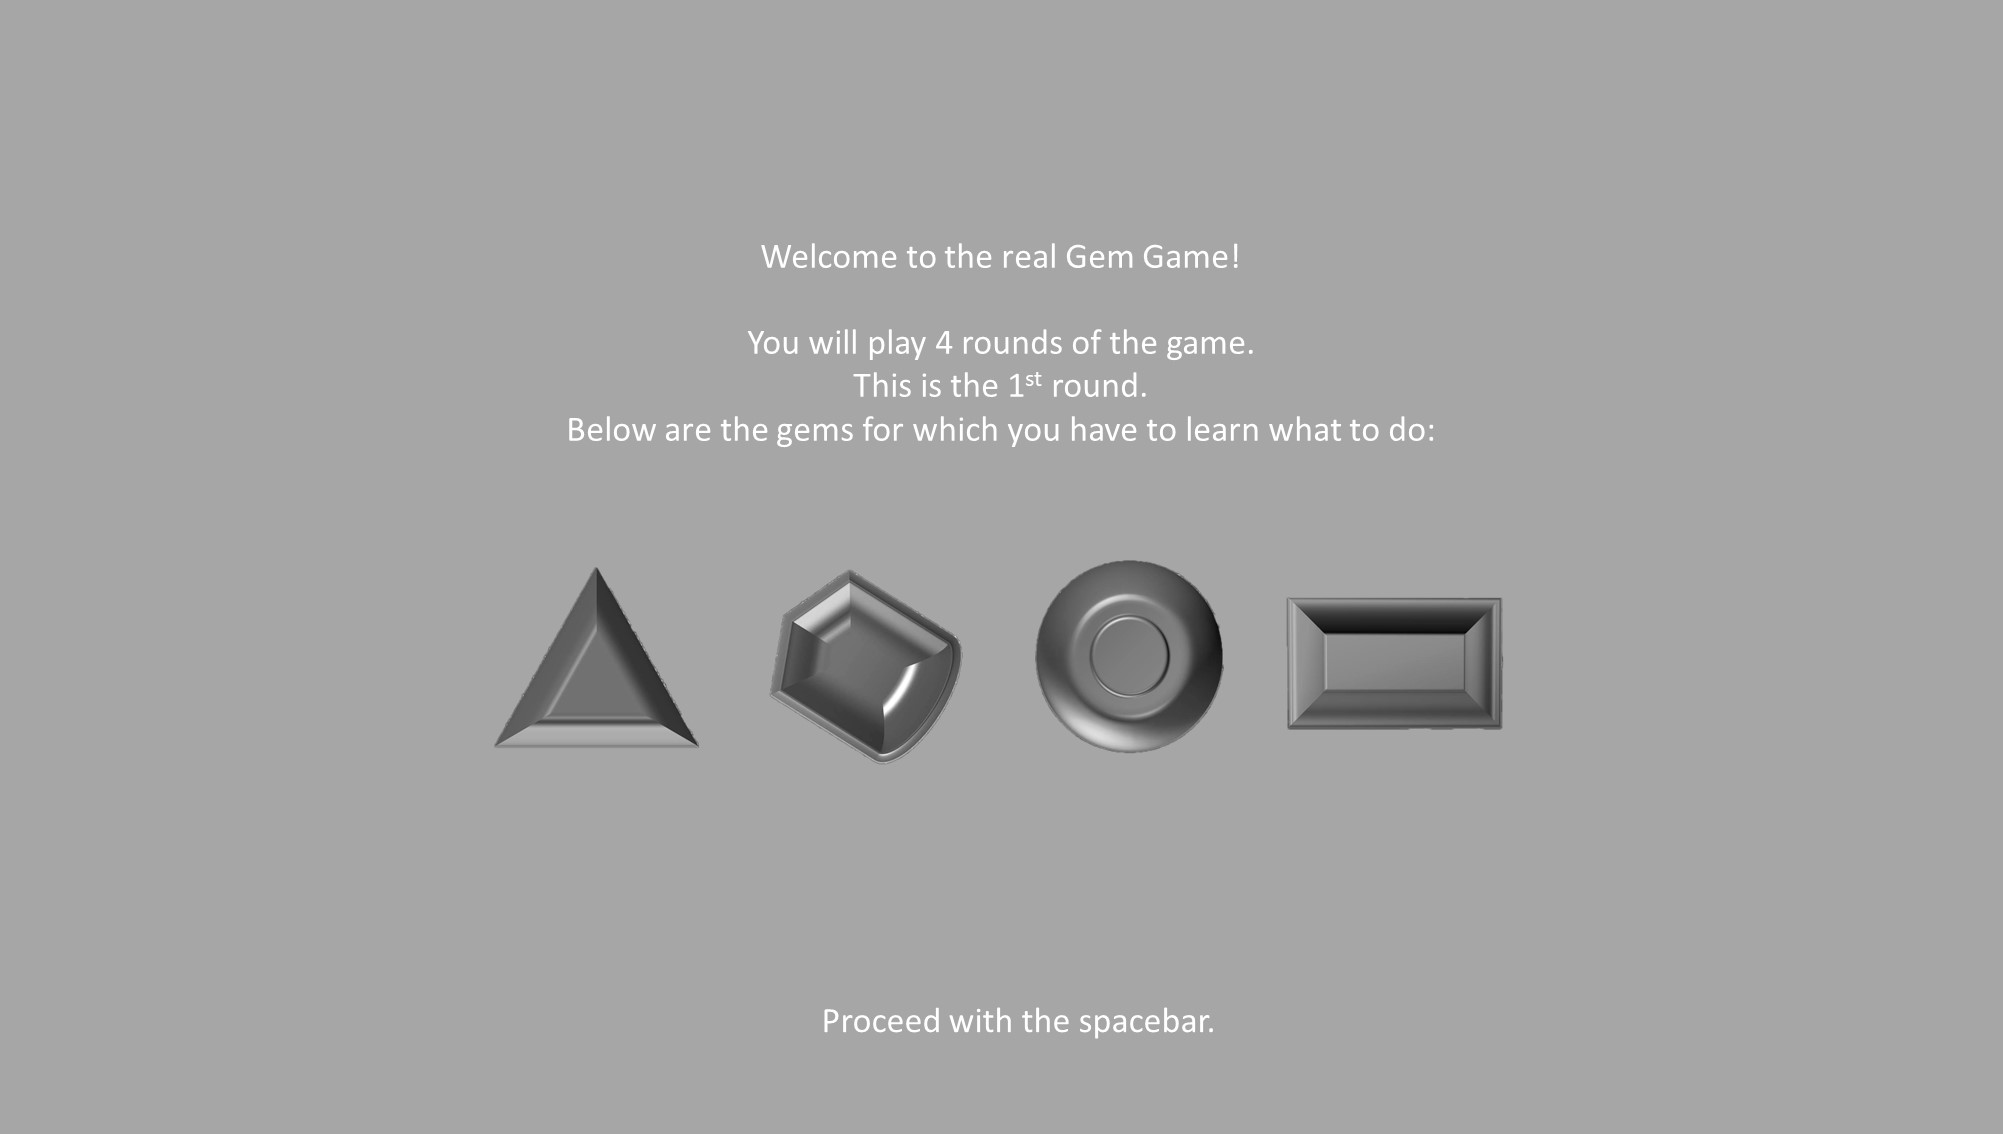 Welcome to the real Gem Game!
You will play 4 rounds of the game.
This is the 1st round.
Below are the gems for which you have to learn what to do:
Proceed with the spacebar.